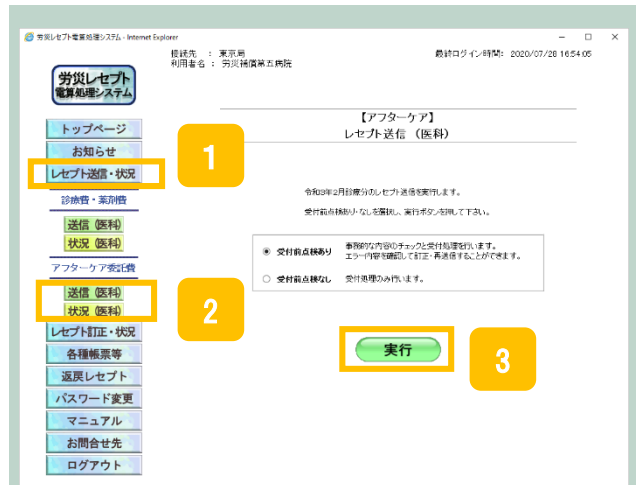 労災レセプト電算処理システム - Internet Explorer
接続先 : 東京局
利用者名 : 労災補償第五病院
最終ログイン時間: 2020/07/28 16:54:05
労災レセプト
電算処理システム
【アフターケア】
レセプト送信 (医科)
トップページ
お知らせ
レセプト送信・状況
1
診療費・薬剤費
送信 (医科)
状況 (医科)
アフターケア委託費
送信 (医科)
状況 (医科)
2
レセプト訂正・状況
各種帳票等
返戻レセプト
パスワード変更
マニュアル
お問合せ先
ログアウト
令和3年2月診療分のレセプト送信を実行します。
受付前点検あり・なしを選択し、実行ボタンを押して下さい。
受付前点検あり
事務的な内容のチェックと受付処理を行います。
エラー内容を確認して訂正・再送信することができます。
受付前点検なし
受付処理のみ行います。
実行
3